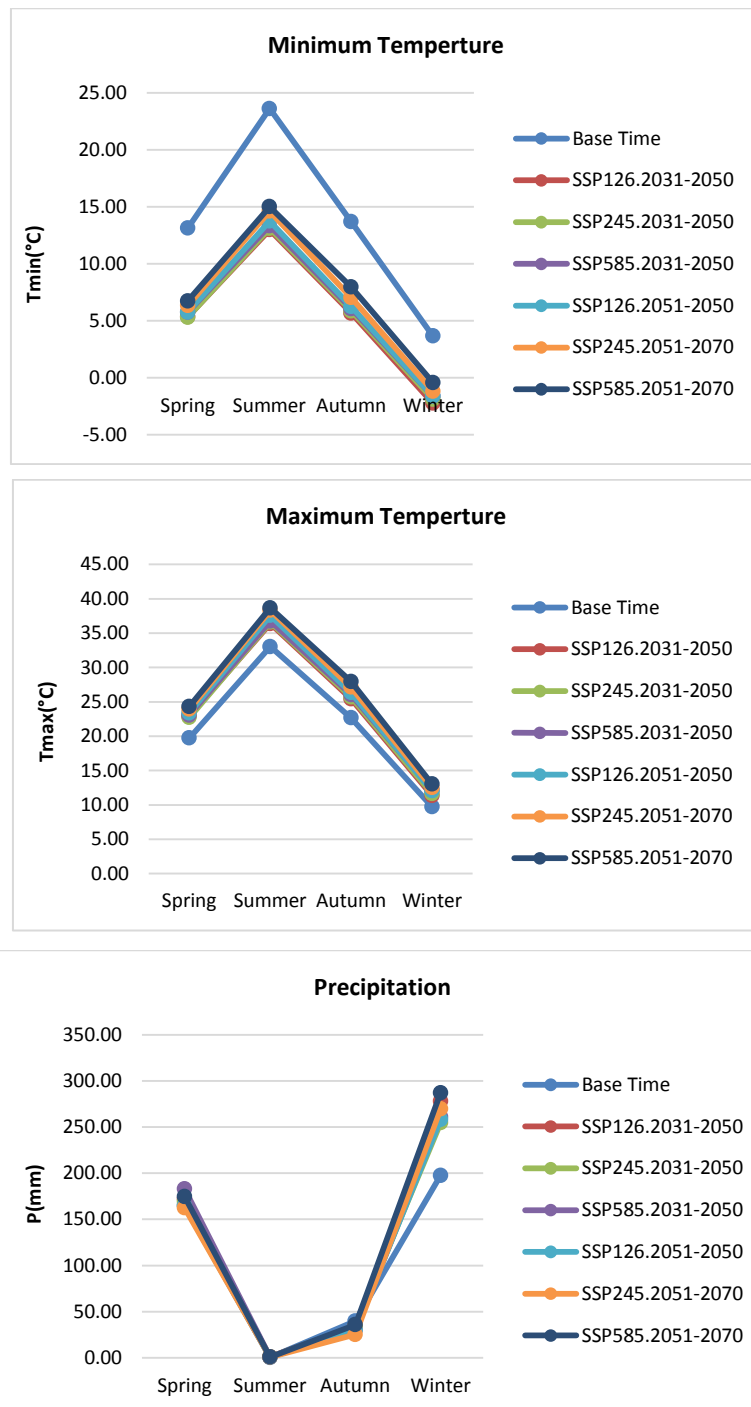 Minimum Temperture
25.00
20.00
15.00
10.00
5.00
0.00
-5.00
Tmin(°C)
Spring Summer Autumn Winter
Base Time
SSP126.2031-2050
SSP245.2031-2050
SSP585.2031-2050
SSP126.2051-2050
SSP245.2051-2070
SSP585.2051-2070
Maximum Temperture
45.00
40.00
35.00
30.00
25.00
20.00
15.00
10.00
5.00
0.00
Tmax(°C)
Spring Summer Autumn Winter
Base Time
SSP126.2031-2050
SSP245.2031-2050
SSP585.2031-2050
SSP126.2051-2050
SSP245.2051-2070
SSP585.2051-2070
Precipitation
350.00
300.00
250.00
200.00
150.00
100.00
50.00
0.00
P(mm)
Spring Summer Autumn Winter
Base Time
SSP126.2031-2050
SSP245.2031-2050
SSP585.2031-2050
SSP126.2051-2050
SSP245.2051-2070
SSP585.2051-2070